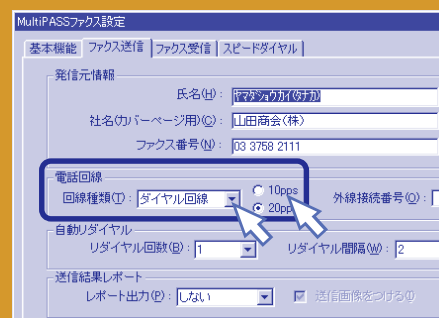 MultiPASSファクス設定
基本機能 ファクス送信 ファクス受信 スピードダイヤル
発信元情報
氏名(H): ヤマダショウカイ(タナカ)
社名(カバーページ用)(C): 山田商会(株)
ファクス番号(N): 03 3758 2111
電話回線
回線種類(T): ダイヤル回線 10pps 外線接続番号(O):
20pps
自動リダイヤル
リダイヤル回数(B): 1 リダイヤル間隔(W): 2
送信結果レポート
レポート出力(P): しない 送信画像をつける(I)